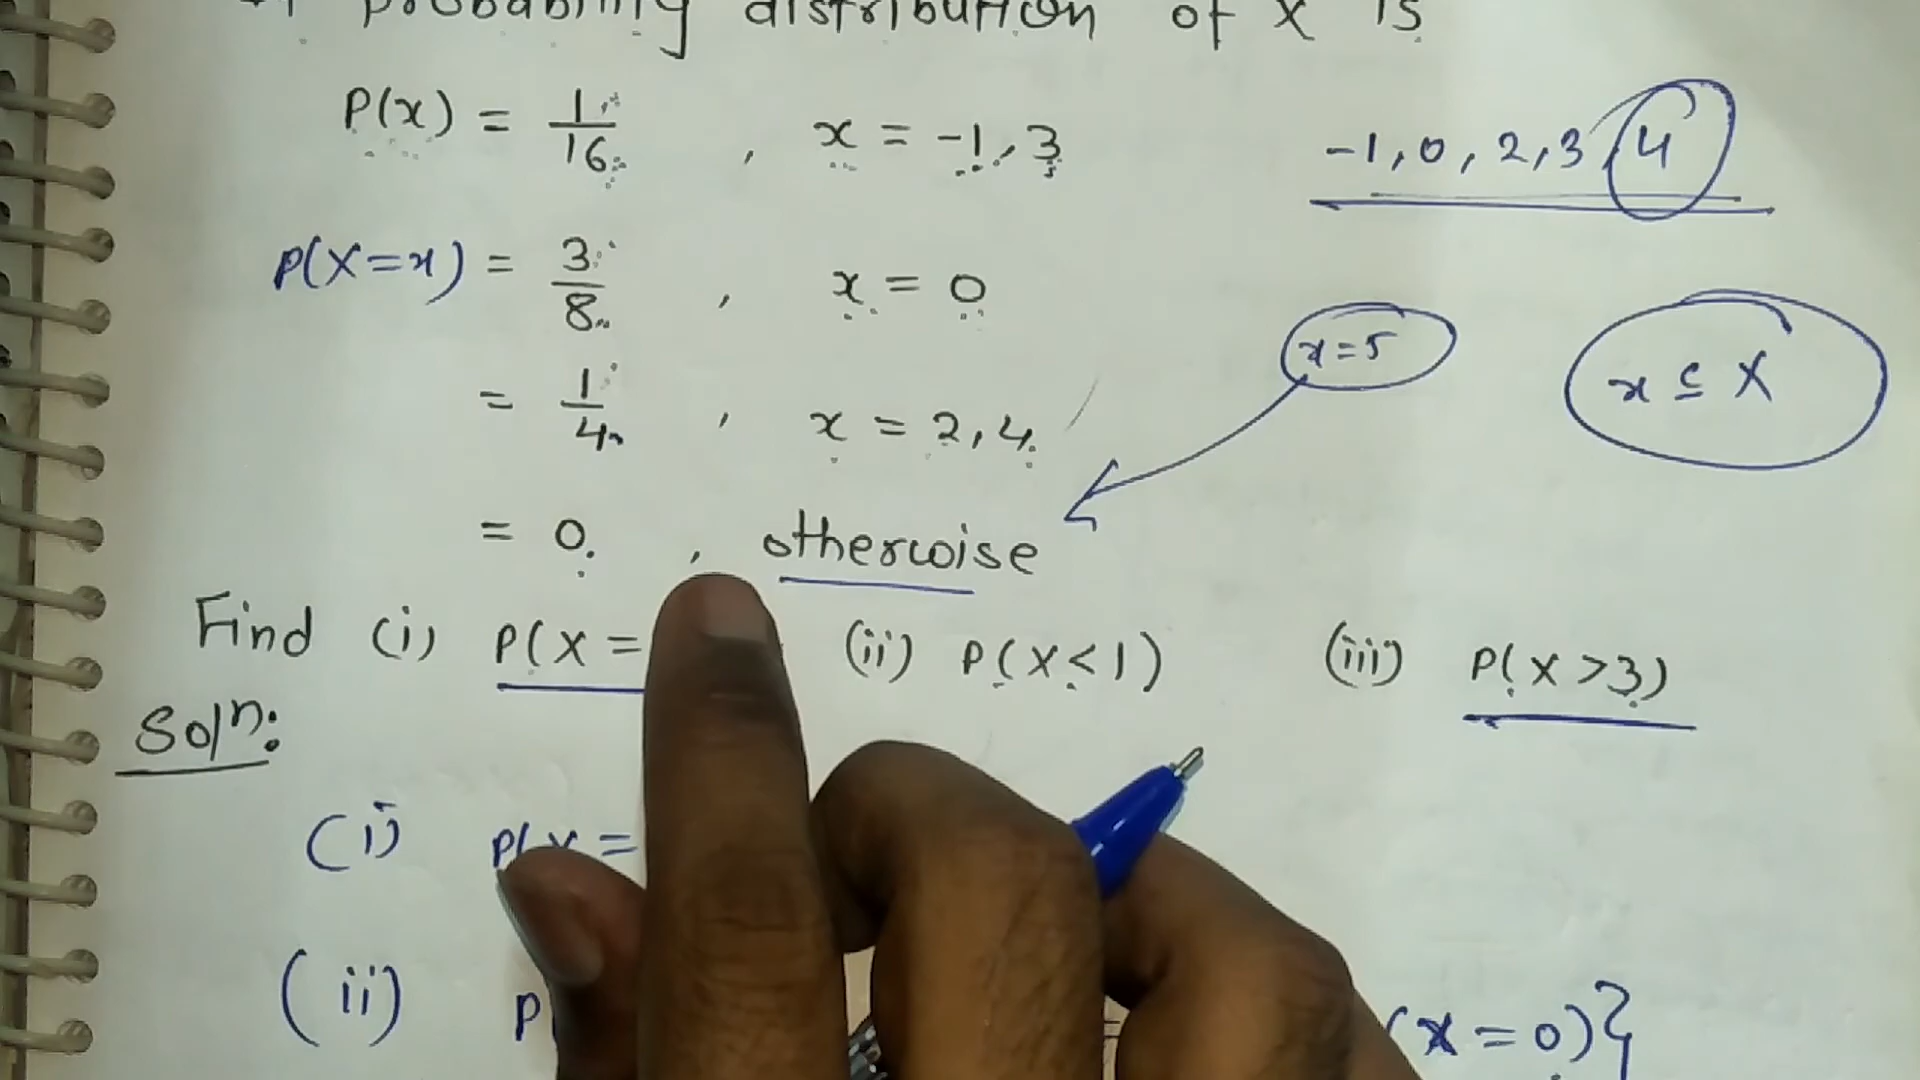 probability distribution of X is
P(x) = 1/16 , x = -1, 3
-1, 0, 2, 3, 4
P(X=x) = 3/8 , x = 0
x=5
x ⊆ X
= 1/4 , x = 2, 4
= 0 , otherwise
Find (i) P(X = (ii) P(X<1) (iii) P(X>3)
Soln:
(i) P(X =
(ii) P
(X=0)}